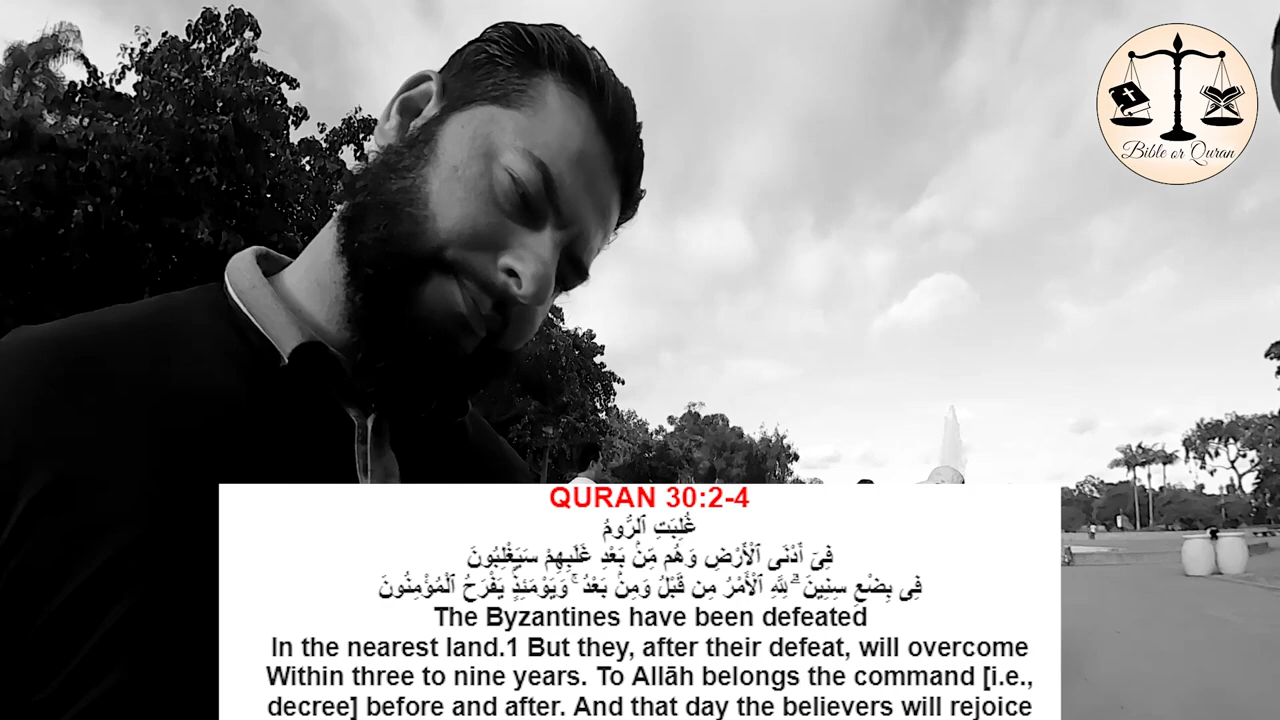 Bible or Quran
QURAN 30:2-4
غُلِبَتِ ٱلرُّومُ
فِىٓ أَدْنَى ٱلْأَرْضِ وَهُم مِّنۢ بَعْدِ غَلَبِهِمْ سَيَغْلِبُونَ
فِى بِضْعِ سِنِينَ ۗ لِلَّهِ ٱلْأَمْرُ مِن قَبْلُ وَمِنۢ بَعْدُ ۚ وَيَوْمَئِذٍۢ يَفْرَحُ ٱلْمُؤْمِنُونَ
The Byzantines have been defeated
In the nearest land.1 But they, after their defeat, will overcome
Within three to nine years. To Allāh belongs the command [i.e.,
decree] before and after. And that day the believers will rejoice